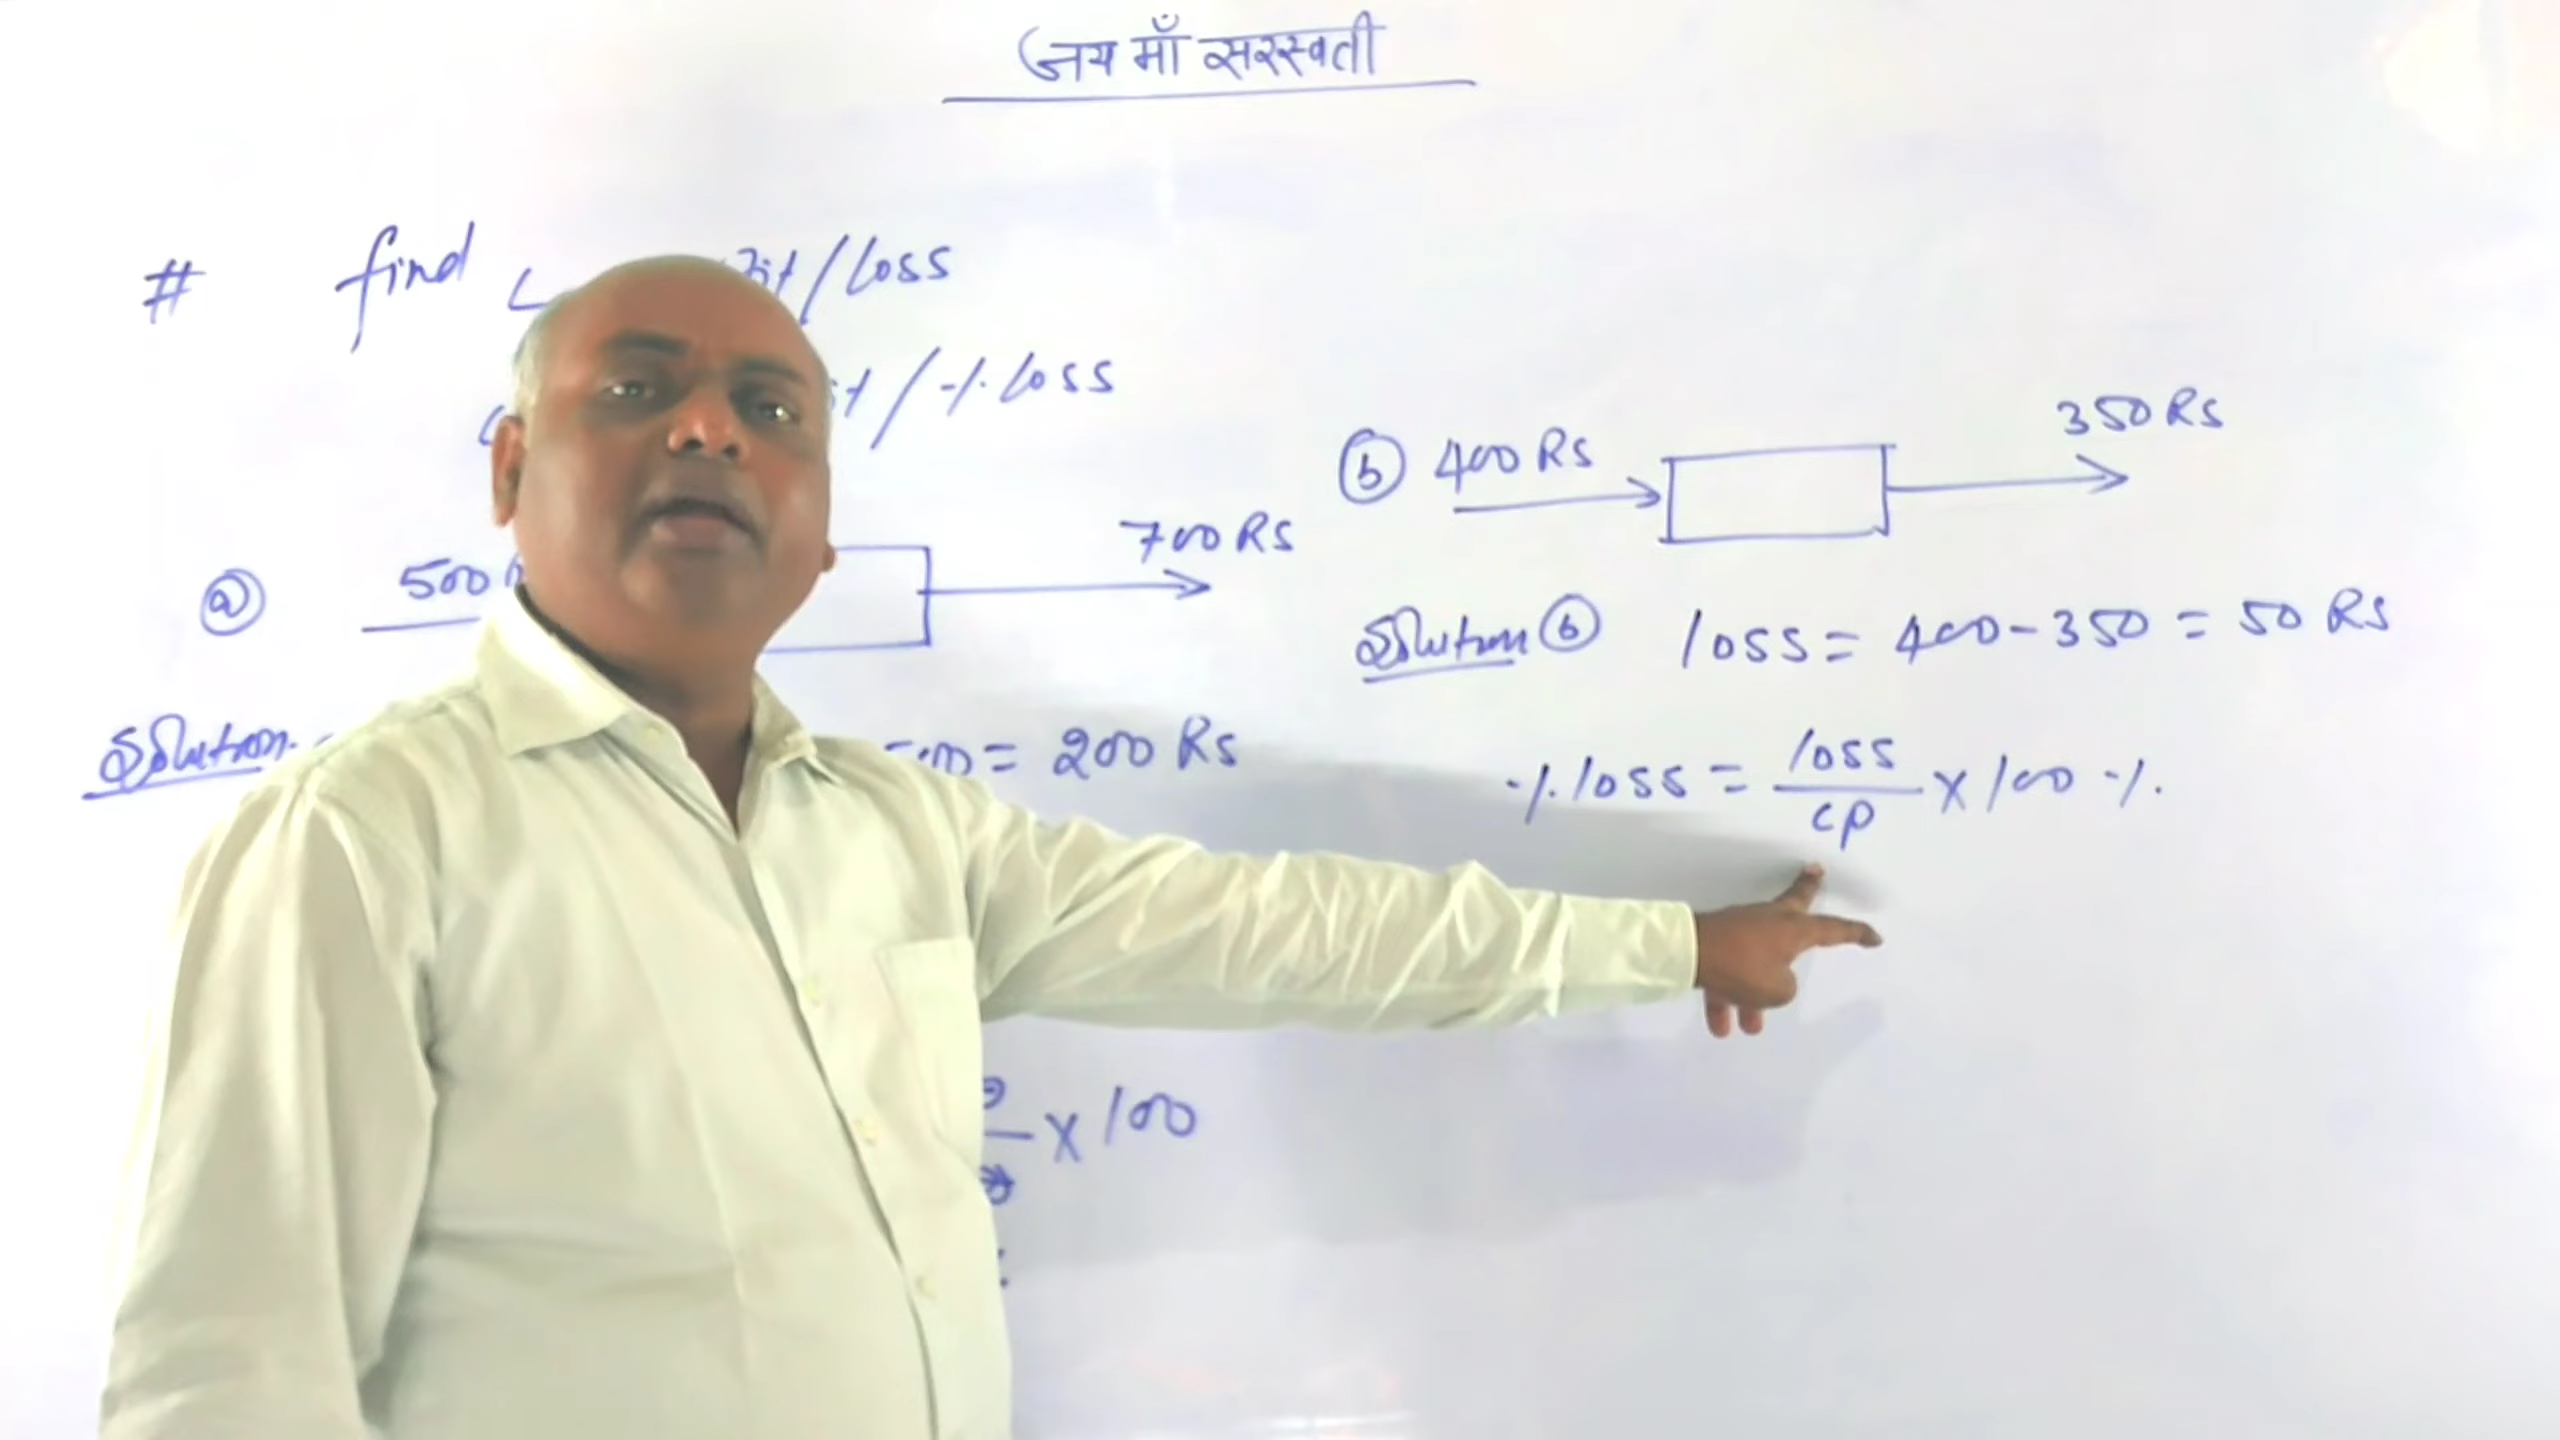 जय माँ सरस्वती
# find
/ loss
/ % loss
ⓐ 500
700 Rs
Solution
= 200 Rs
x 100
ⓑ 400 Rs
350 Rs
Solution ⓑ loss = 400 - 350 = 50 Rs
% loss = loss / CP x 100 %.